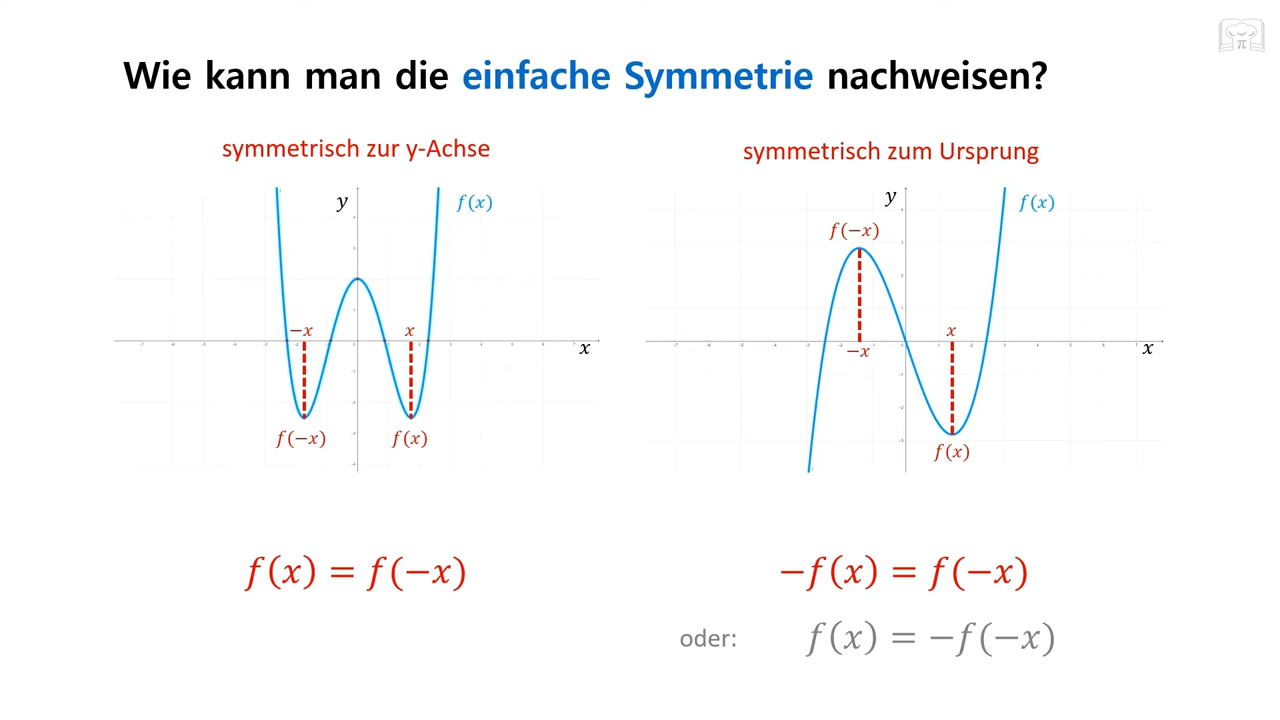 Wie kann man die einfache Symmetrie nachweisen?
symmetrisch zur y-Achse
y
f(x)
−x
x
x
f(−x)
f(x)
f(x) = f(−x)
symmetrisch zum Ursprung
y
f(x)
f(−x)
x
x
−x
f(x)
−f(x) = f(−x)
oder: f(x) = −f(−x)
π